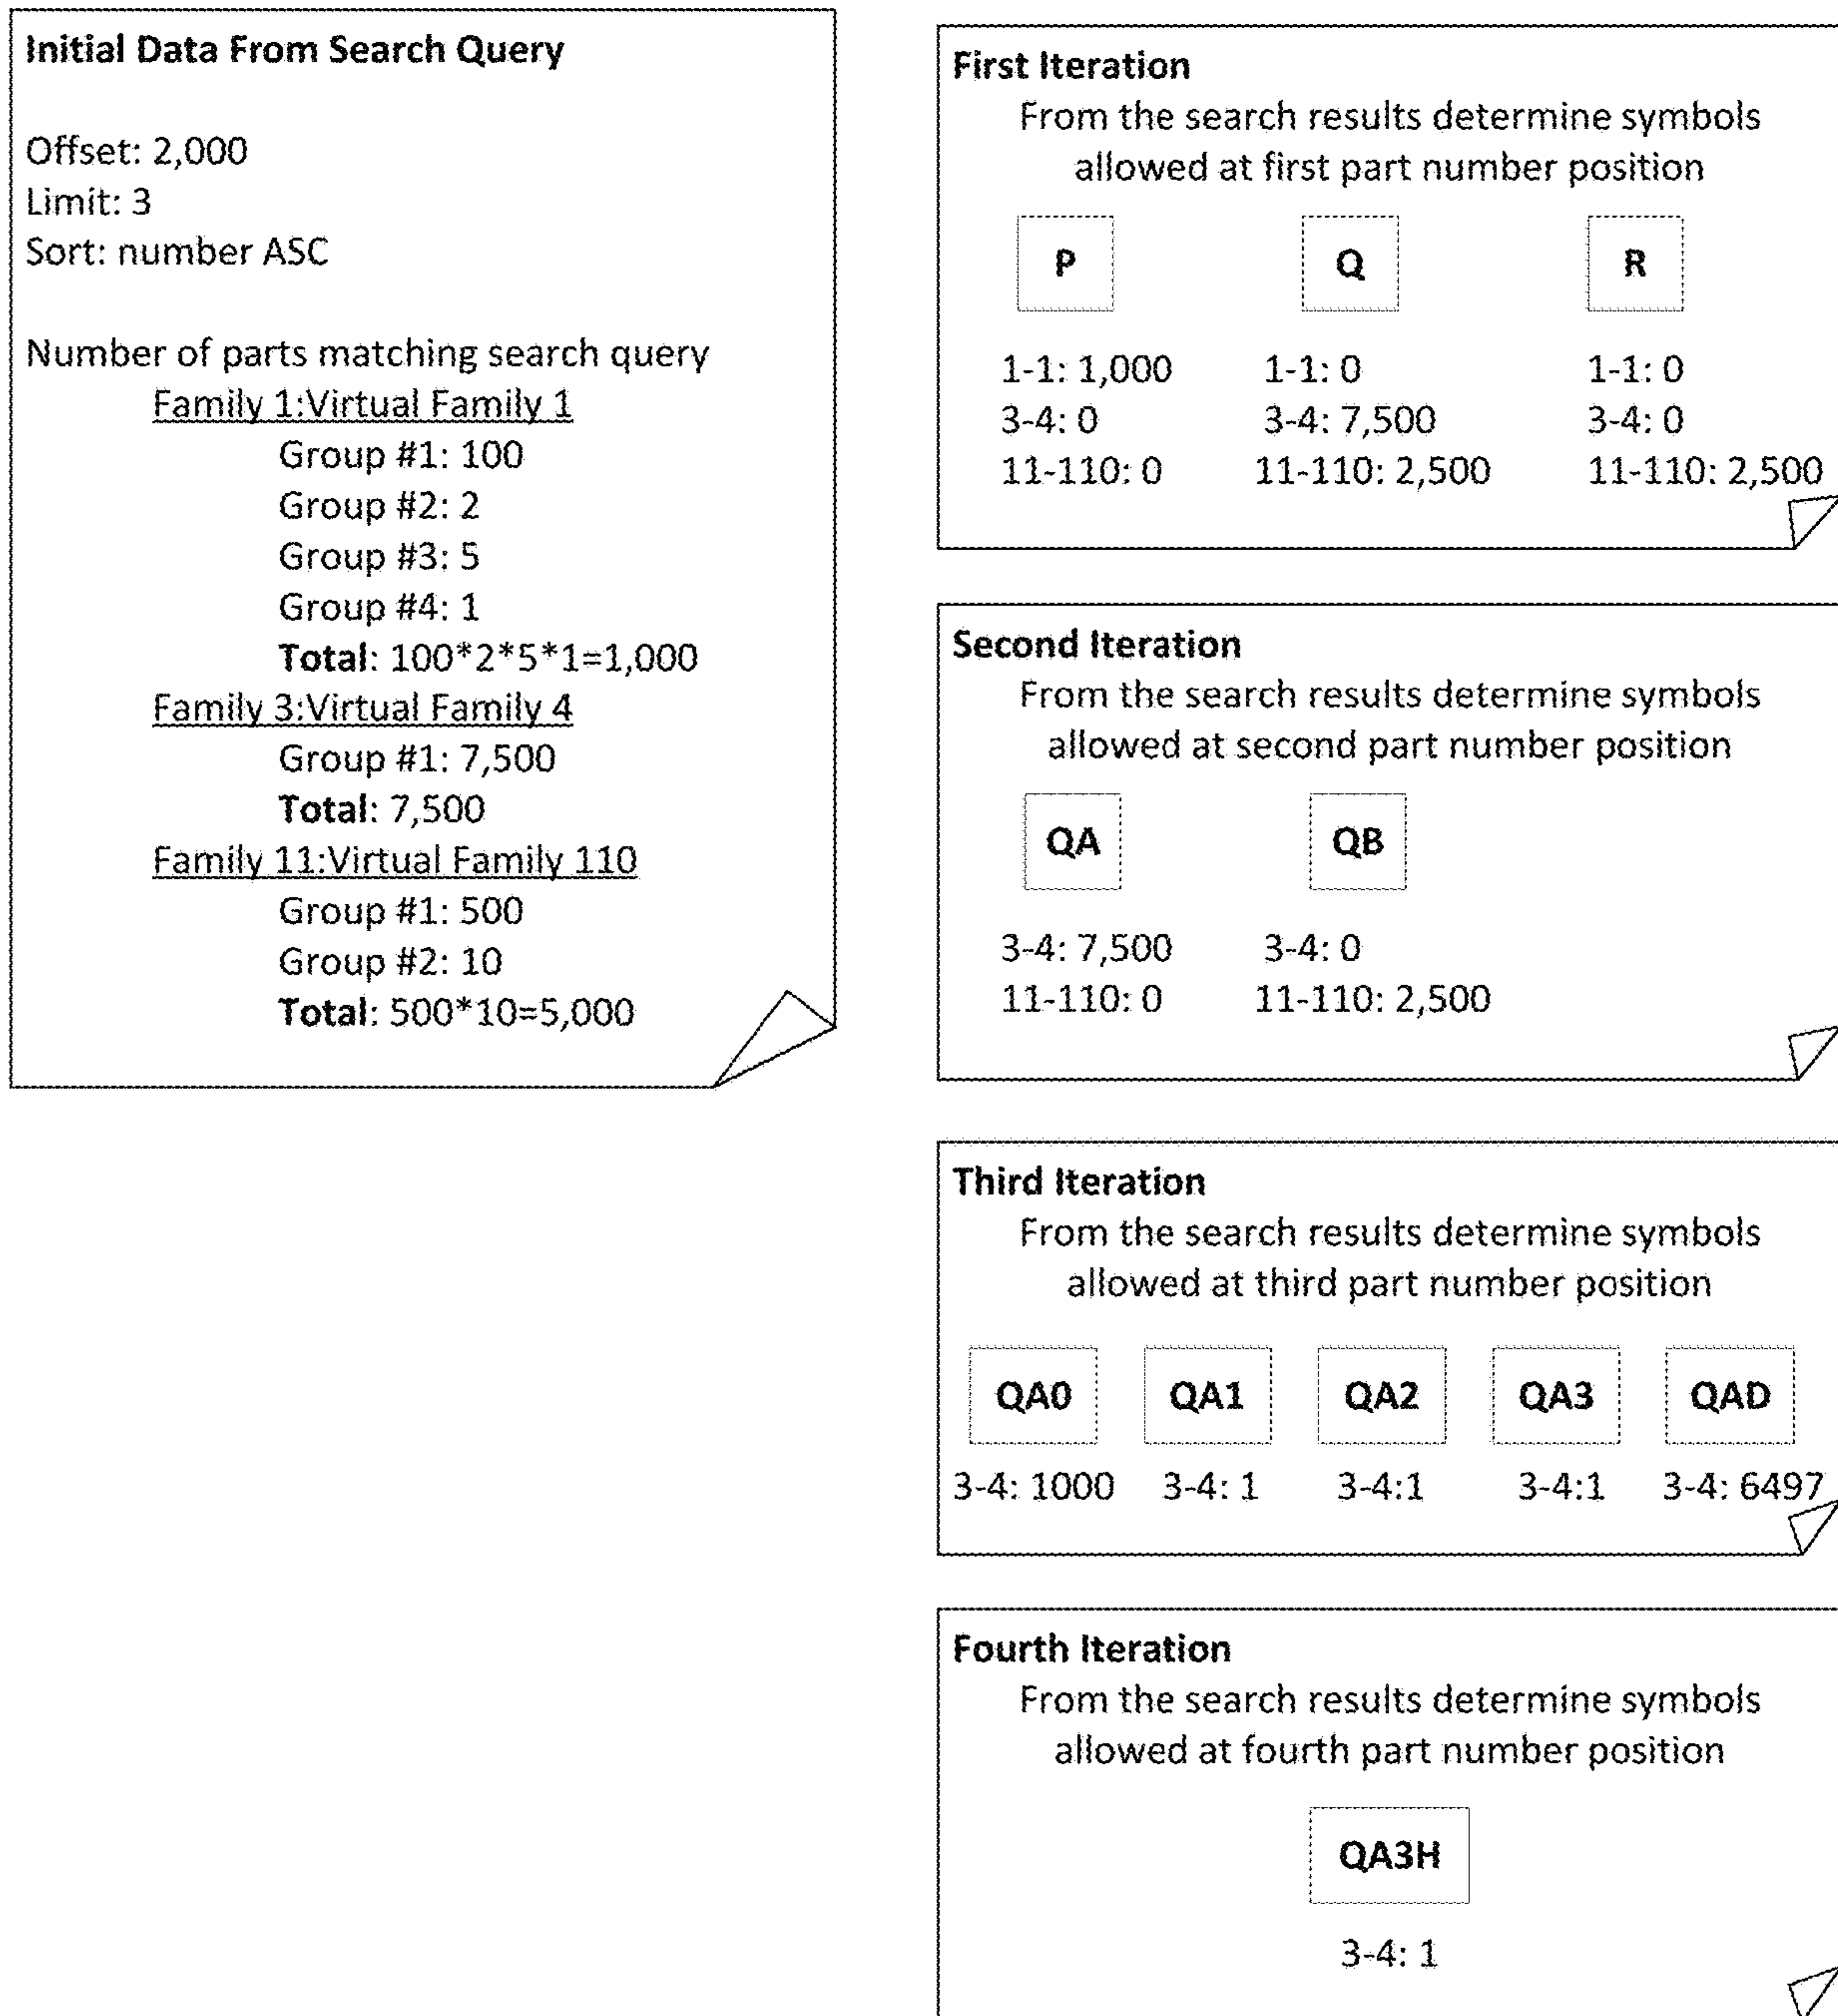 Initial Data From Search Query
Offset: 2,000
Limit: 3
Sort: number ASC
Number of parts matching search query
Family 1:Virtual Family 1
Group #1: 100
Group #2: 2
Group #3: 5
Group #4: 1
Total: 100*2*5*1=1,000
Family 3:Virtual Family 4
Group #1: 7,500
Total: 7,500
Family 11:Virtual Family 110
Group #1: 500
Group #2: 10
Total: 500*10=5,000
First Iteration
From the search results determine symbols
allowed at first part number position
P Q R
1-1: 1,000 1-1: 0 1-1: 0
3-4: 0 3-4: 7,500 3-4: 0
11-110: 0 11-110: 2,500 11-110: 2,500
Second Iteration
From the search results determine symbols
allowed at second part number position
QA QB
3-4: 7,500 3-4: 0
11-110: 0 11-110: 2,500
Third Iteration
From the search results determine symbols
allowed at third part number position
QA0 QA1 QA2 QA3 QAD
3-4: 1000 3-4: 1 3-4:1 3-4:1 3-4: 6497
Fourth Iteration
From the search results determine symbols
allowed at fourth part number position
QA3H
3-4: 1